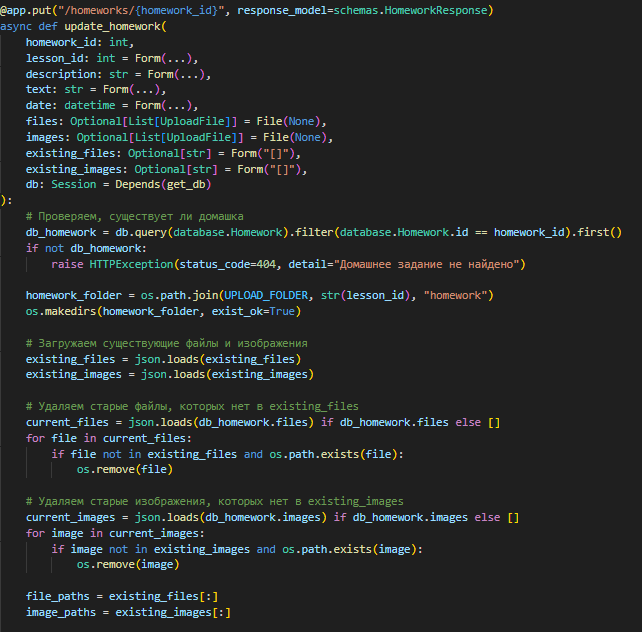 @app.put("/homeworks/{homework_id}", response_model=schemas.HomeworkResponse)
async def update_homework(
    homework_id: int,
    lesson_id: int = Form(...),
    description: str = Form(...),
    text: str = Form(...),
    date: datetime = Form(...),
    files: Optional[List[UploadFile]] = File(None),
    images: Optional[List[UploadFile]] = File(None),
    existing_files: Optional[str] = Form("[]"),
    existing_images: Optional[str] = Form("[]"),
    db: Session = Depends(get_db)
):
    # Проверяем, существует ли домашка
    db_homework = db.query(database.Homework).filter(database.Homework.id == homework_id).first()
    if not db_homework:
        raise HTTPException(status_code=404, detail="Домашнее задание не найдено")
    homework_folder = os.path.join(UPLOAD_FOLDER, str(lesson_id), "homework")
    os.makedirs(homework_folder, exist_ok=True)
    # Загружаем существующие файлы и изображения
    existing_files = json.loads(existing_files)
    existing_images = json.loads(existing_images)
    # Удаляем старые файлы, которых нет в existing_files
    current_files = json.loads(db_homework.files) if db_homework.files else []
    for file in current_files:
        if file not in existing_files and os.path.exists(file):
            os.remove(file)
    # Удаляем старые изображения, которых нет в existing_images
    current_images = json.loads(db_homework.images) if db_homework.images else []
    for image in current_images:
        if image not in existing_images and os.path.exists(image):
            os.remove(image)
    file_paths = existing_files[:]
    image_paths = existing_images[:]